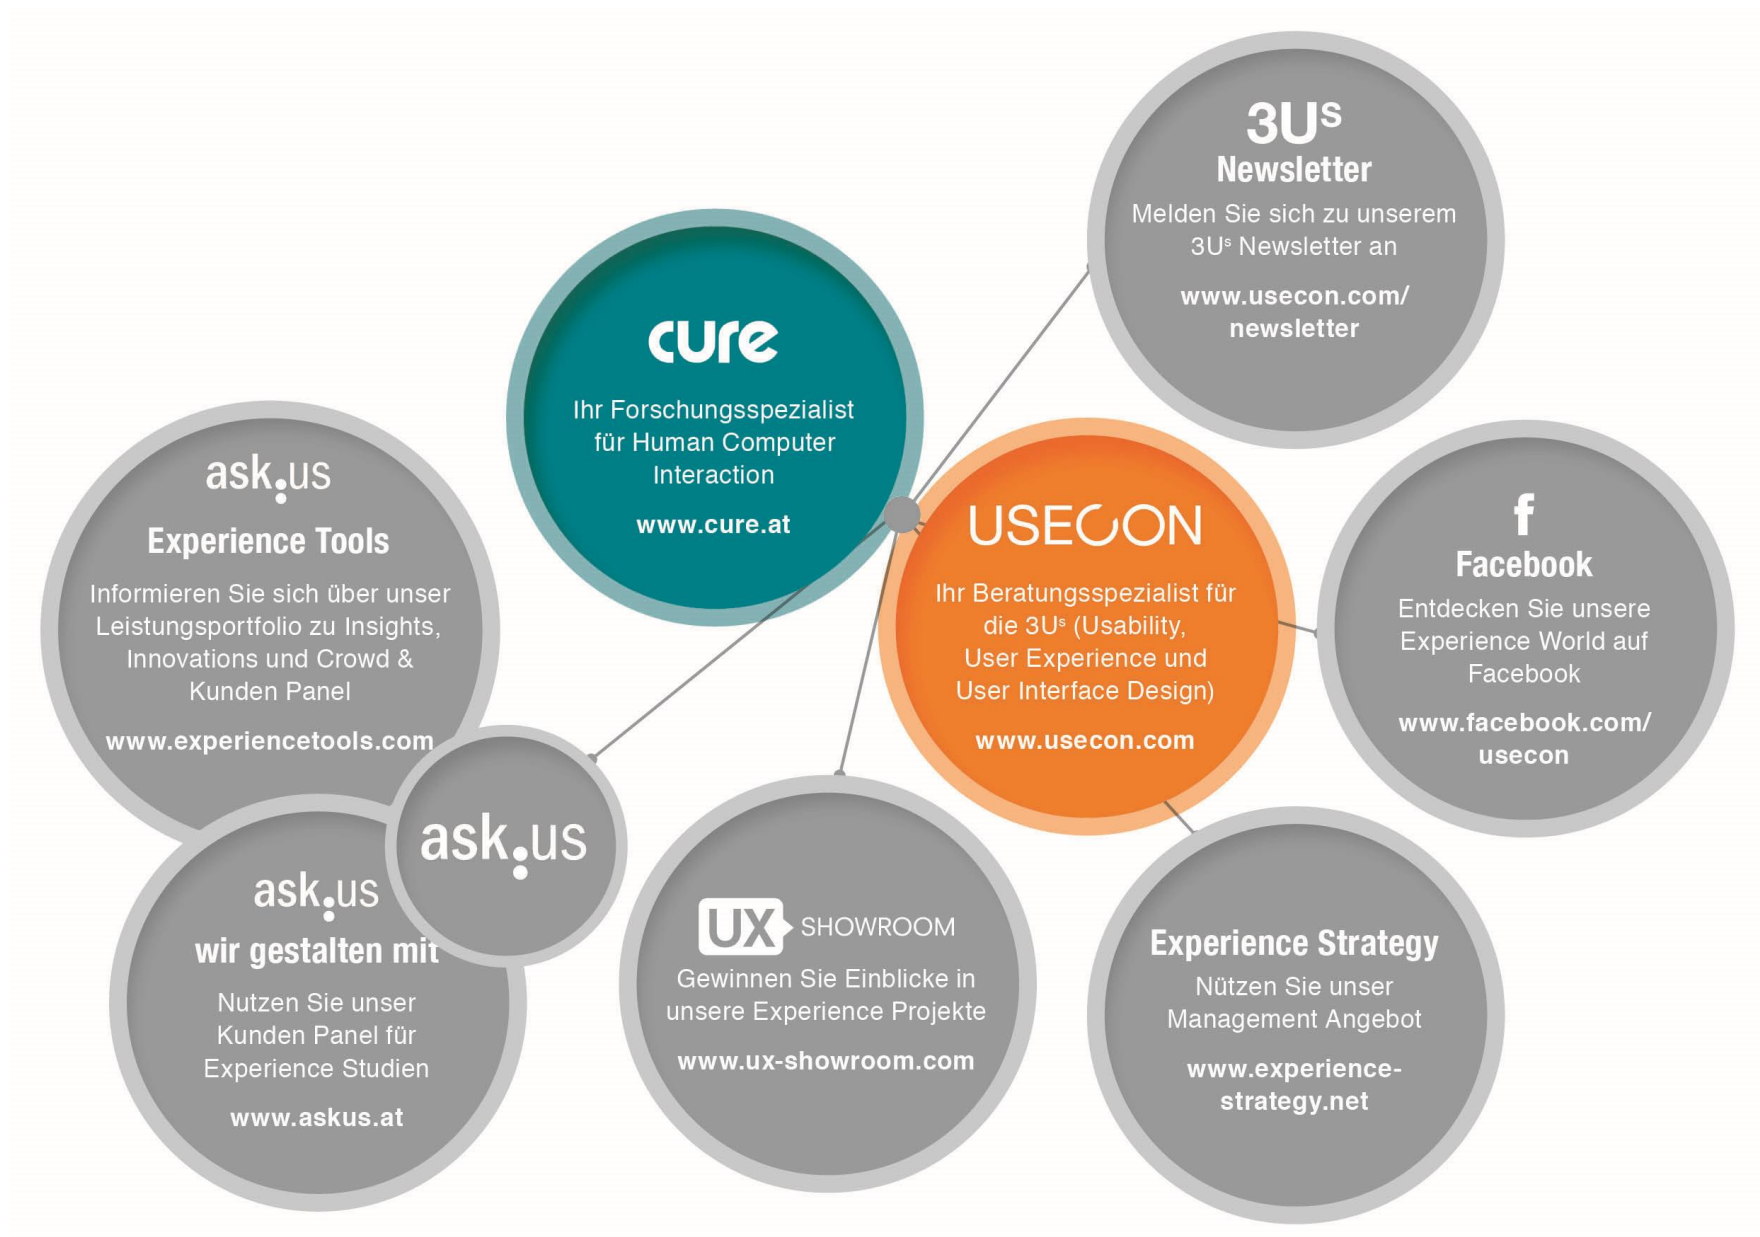 3Us
Newsletter
Melden Sie sich zu unserem
3Us Newsletter an
www.usecon.com/
newsletter
cure
Ihr Forschungsspezialist
für Human Computer
Interaction
www.cure.at
USECON
Ihr Beratungsspezialist für
die 3Us (Usability,
User Experience und
User Interface Design)
www.usecon.com
f
Facebook
Entdecken Sie unsere
Experience World auf
Facebook
www.facebook.com/
usecon
ask.us
Experience Tools
Informieren Sie sich über unser
Leistungsportfolio zu Insights,
Innovations und Crowd &
Kunden Panel
www.experiencetools.com
ask.us
ask.us
wir gestalten mit
Nutzen Sie unser
Kunden Panel für
Experience Studien
www.askus.at
UX SHOWROOM
Gewinnen Sie Einblicke in
unsere Experience Projekte
www.ux-showroom.com
Experience Strategy
Nützen Sie unser
Management Angebot
www.experience-
strategy.net